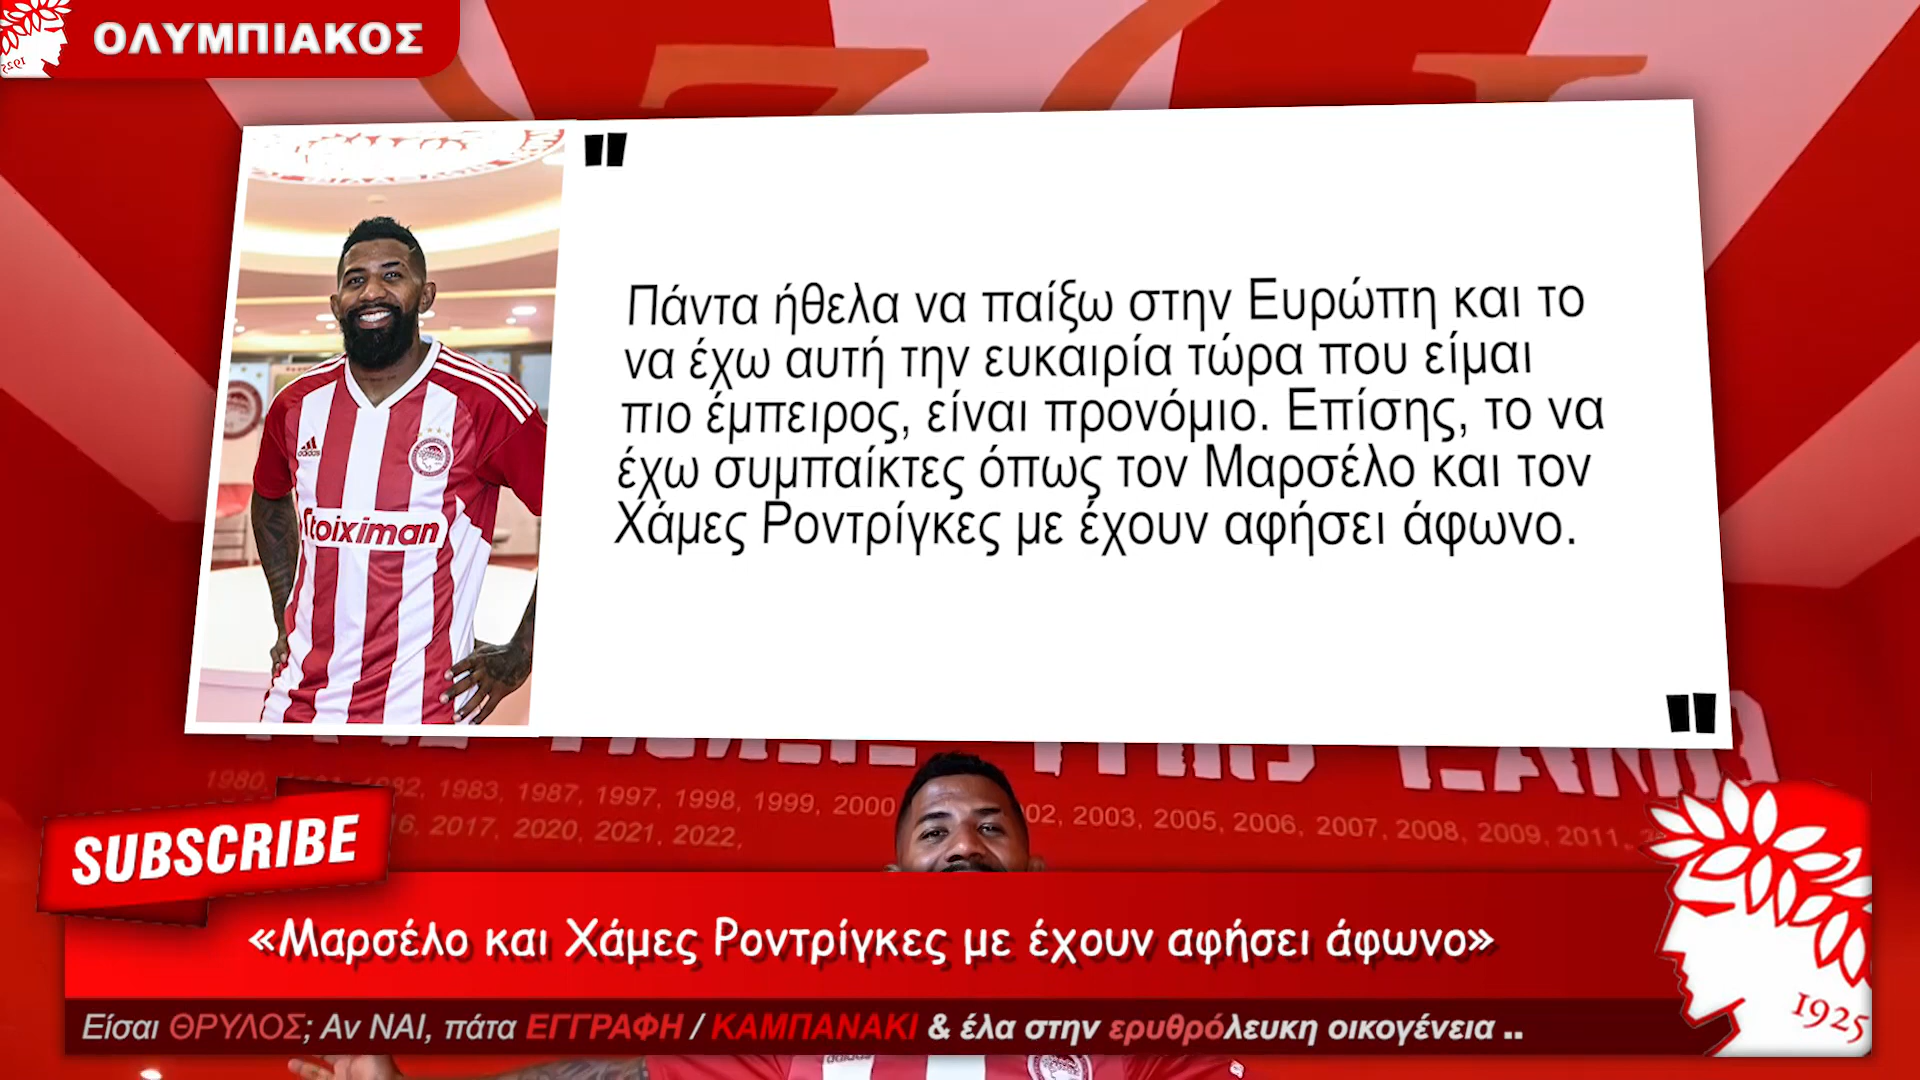 ΟΛΥΜΠΙΑΚΟΣ
"
Πάντα ήθελα να παίξω στην Ευρώπη και το
να έχω αυτή την ευκαιρία τώρα που είμαι
πιο έμπειρος, είναι προνόμιο. Επίσης, το να
έχω συμπαίκτες όπως τον Μαρσέλο και τον
Χάμες Ροντρίγκες με έχουν αφήσει άφωνο.
"
adidas
Stoiximan
1980, 1983, 1987, 1997, 1998, 1999, 2000 2003, 2005, 2006, 2007, 2008, 2009, 2011,
2017, 2020, 2021, 2022,
SUBSCRIBE
«Μαρσέλο και Χάμες Ροντρίγκες με έχουν αφήσει άφωνο»
Είσαι ΘΡΥΛΟΣ; Αν ΝΑΙ, πάτα ΕΓΓΡΑΦΗ / ΚΑΜΠΑΝΑΚΙ & έλα στην ερυθρόλευκη οικογένεια ..
1925
adidas